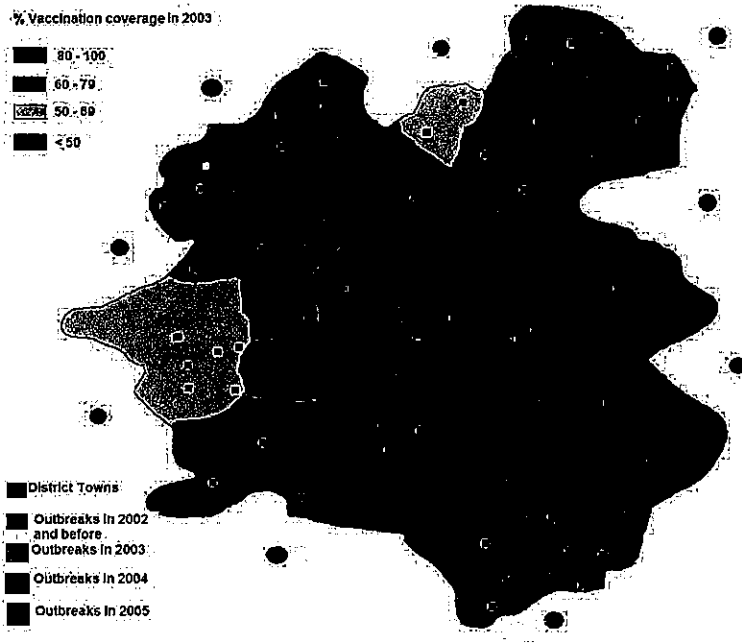 % Vaccination coverage in 2003
80 - 100
60 - 79
50 - 69
< 50
District Towns
Outbreaks in 2002
and before
Outbreaks in 2003
Outbreaks in 2004
Outbreaks in 2005